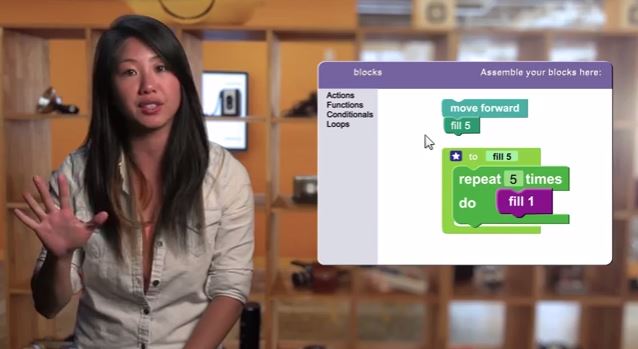 blocks
Assemble your blocks here:
Actions
Functions
Conditionals
Loops
move forward
fill 5
to fill 5
repeat 5 times
do fill 1